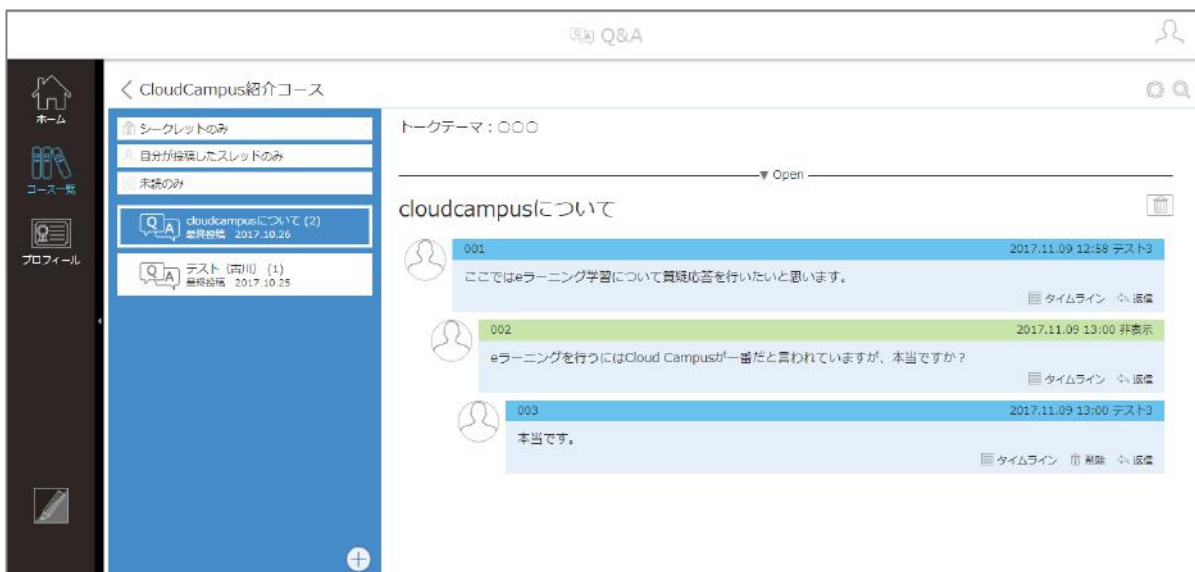 Q&A
ホーム
コース一覧
プロフィール
CloudCampus紹介コース
シークレットのみ
自分が投稿したスレッドのみ
未読のみ
cloudcampusについて (2)
最終投稿 2017.10.26
テスト（吉川） (1)
最終投稿 2017.10.25
トークテーマ：〇〇〇
▼ Open
cloudcampusについて
001 2017.11.09 12:58 テスト3
ここではeラーニング学習について質疑応答を行いたいと思います。
タイムライン 返信
002 2017.11.09 13:00 非表示
eラーニングを行うにはCloud Campusが一番だと言われていますが、本当ですか？
タイムライン 返信
003 2017.11.09 13:00 テスト3
本当です。
タイムライン 削除 返信